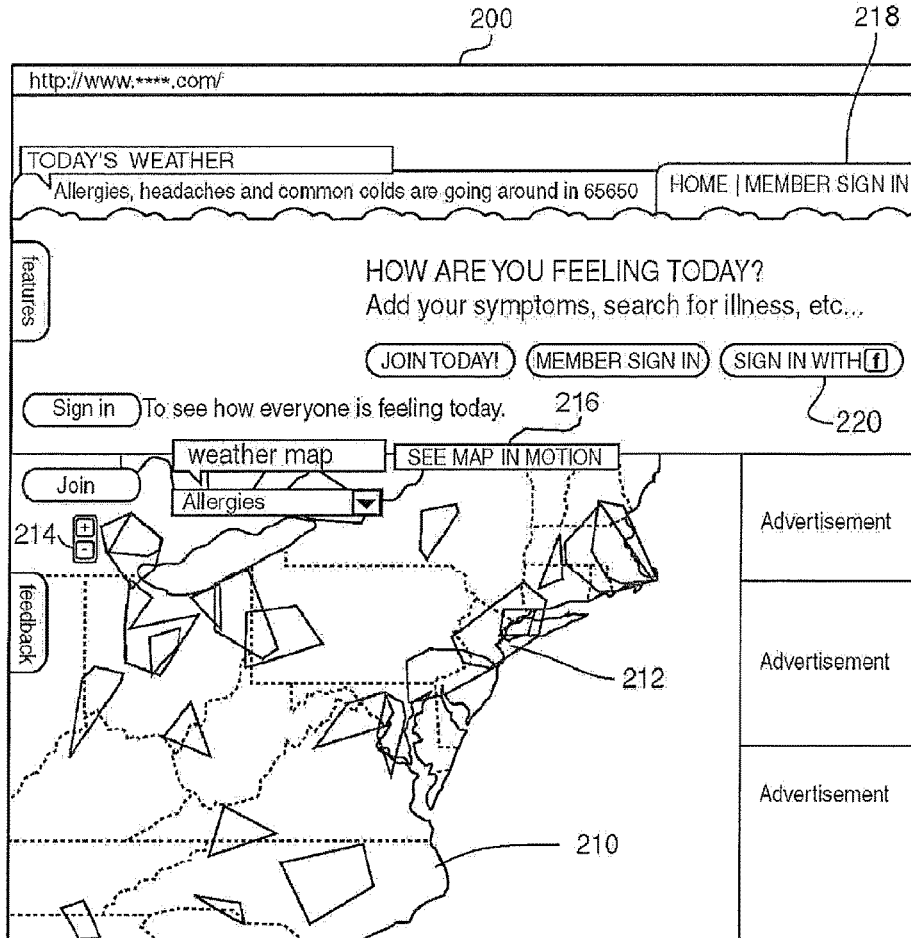 200
218
http://www.****.com/
TODAY'S WEATHER
Allergies, headaches and common colds are going around in 65650
HOME | MEMBER SIGN IN
features
HOW ARE YOU FEELING TODAY?
Add your symptoms, search for illness, etc...
JOIN TODAY!
MEMBER SIGN IN
SIGN IN WITH f
Sign in To see how everyone is feeling today.
216
220
weather map
SEE MAP IN MOTION
Join
Allergies
Advertisement
214
+
-
feedback
Advertisement
212
Advertisement
210